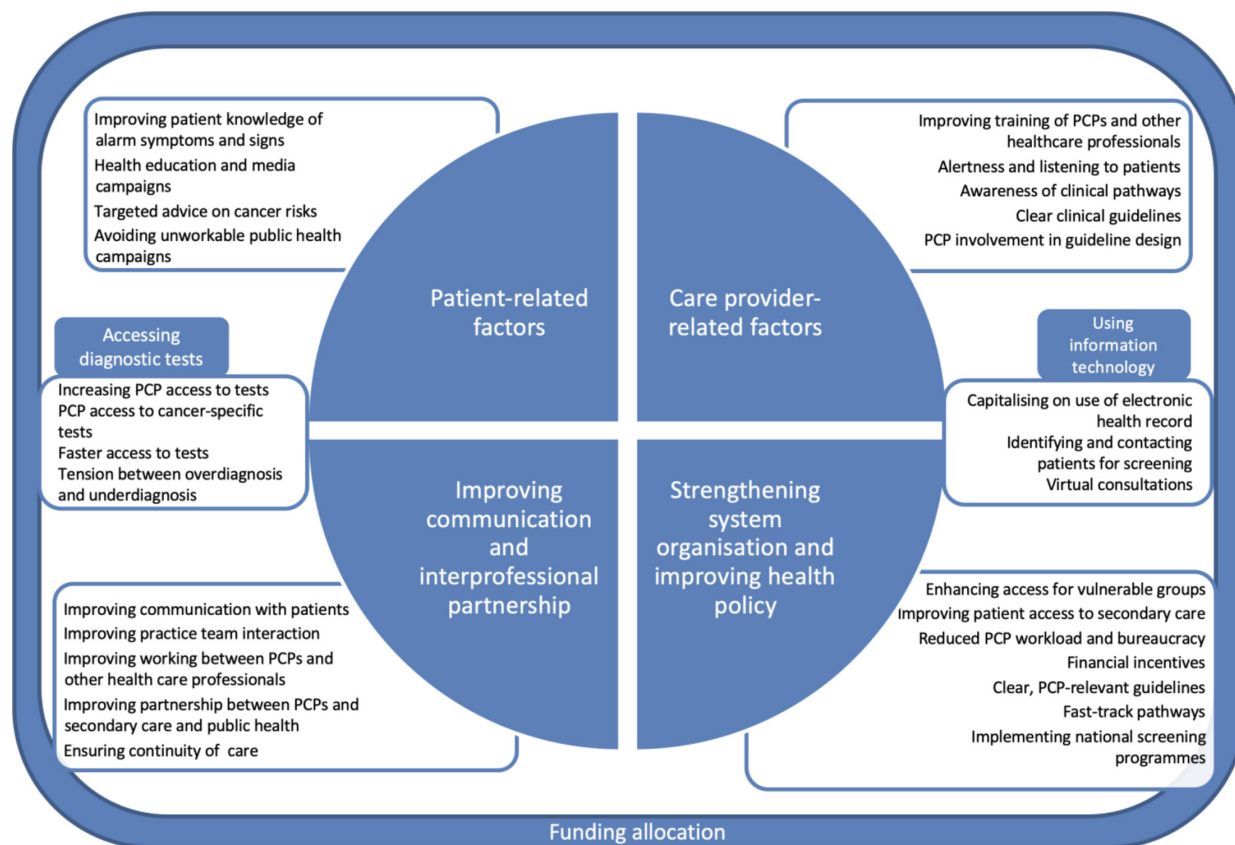 Improving patient knowledge of
alarm symptoms and signs
Health education and media
campaigns
Targeted advice on cancer risks
Avoiding unworkable public health
campaigns
Improving training of PCPs and other
healthcare professionals
Alertness and listening to patients
Awareness of clinical pathways
Clear clinical guidelines
PCP involvement in guideline design
Patient-related
factors
Care provider-
related factors
Accessing
diagnostic tests
Increasing PCP access to tests
PCP access to cancer-specific
tests
Faster access to tests
Tension between overdiagnosis
and underdiagnosis
Using
information
technology
Capitalising on use of electronic
health record
Identifying and contacting
patients for screening
Virtual consultations
Improving
communication
and
interprofessional
partnership
Strengthening
system
organisation and
improving health
policy
Improving communication with patients
Improving practice team interaction
Improving working between PCPs and
other health care professionals
Improving partnership between PCPs and
secondary care and public health
Ensuring continuity of  care
Enhancing access for vulnerable groups
Improving patient access to secondary care
Reduced PCP workload and bureaucracy
Financial incentives
Clear, PCP-relevant guidelines
Fast-track pathways
Implementing national screening
programmes
Funding allocation